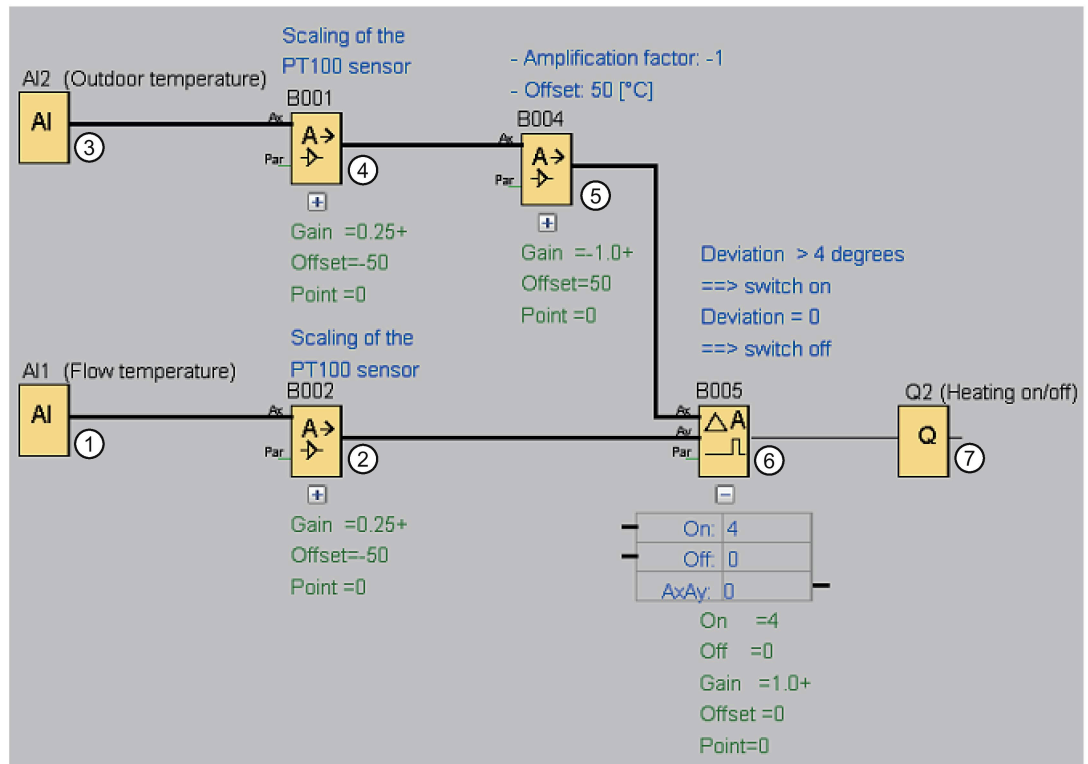 Scaling of the
PT100 sensor
- Amplification factor: -1
- Offset: 50 [°C]
AI2 (Outdoor temperature)
B001
B004
AI
Ax
A→
Par
3
4
Ax
A→
Par
5
Gain =0.25+
Offset=-50
Point =0
Gain =-1.0+
Offset=50
Point =0
Deviation > 4 degrees
==> switch on
Deviation = 0
==> switch off
Scaling of the
PT100 sensor
AI1 (Flow temperature)
B002
B005
Q2 (Heating on/off)
AI
Ax
A→
Par
1
2
Ax
Ay
Par
△A
6
Q
7
Gain =0.25+
Offset=-50
Point =0
On: 4
Off: 0
AxAy: 0
On =4
Off =0
Gain =1.0+
Offset =0
Point=0